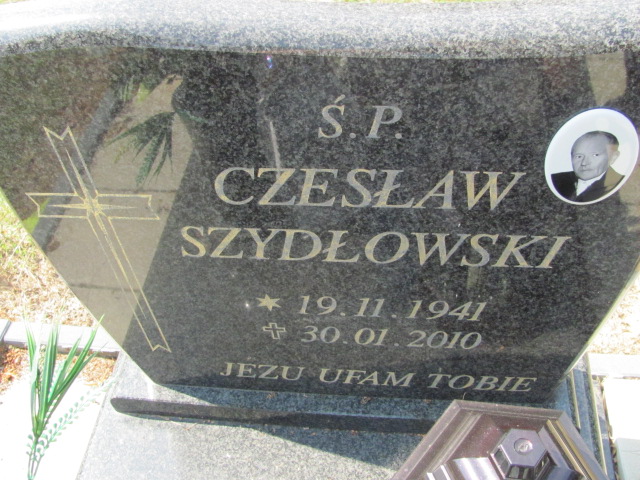 Ś.P.
CZESŁAW
SZYDŁOWSKI
19.11.1941
30.01.2010
JEZU UFAM TOBIE